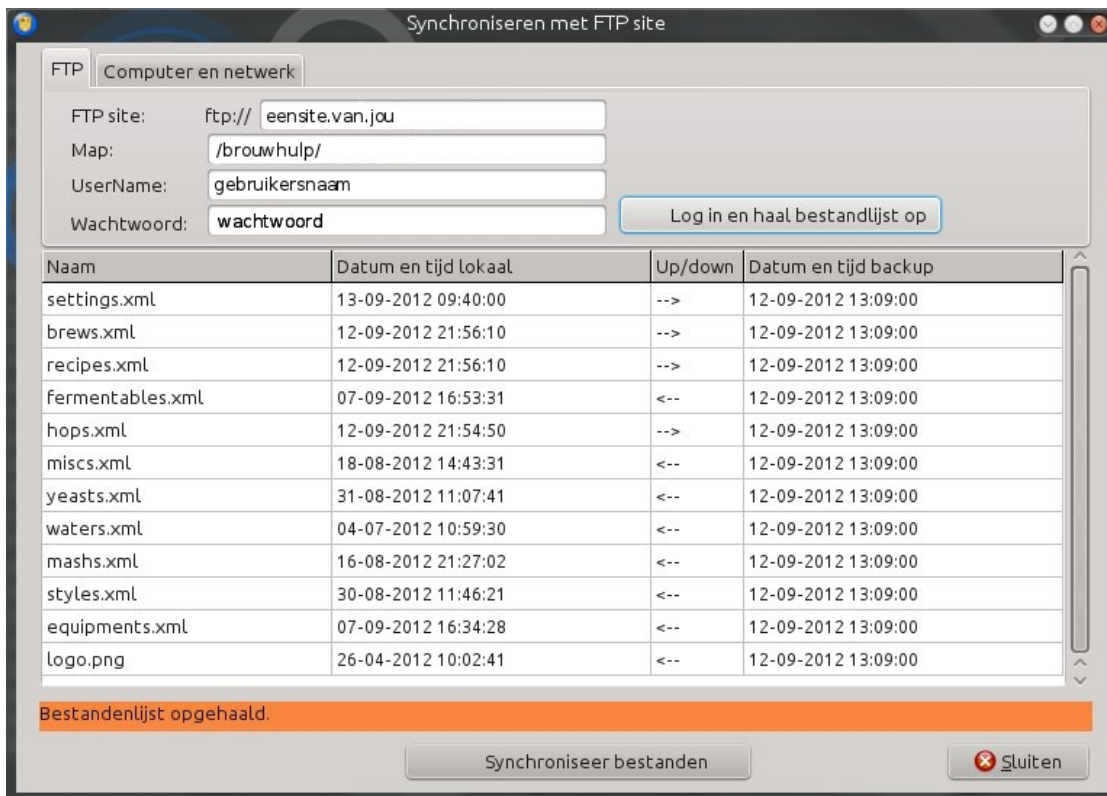 Synchroniseren met FTP site
FTP Computer en netwerk
FTP site: ftp:// eensite.van.jou
Map: /brouwhulp/
UserName: gebruikersnaam
Wachtwoord: wachtwoord Log in en haal bestandlijst op
Naam Datum en tijd lokaal Up/down Datum en tijd backup
settings.xml 13-09-2012 09:40:00 --> 12-09-2012 13:09:00
brews.xml 12-09-2012 21:56:10 --> 12-09-2012 13:09:00
recipes.xml 12-09-2012 21:56:10 --> 12-09-2012 13:09:00
fermentables.xml 07-09-2012 16:53:31 <-- 12-09-2012 13:09:00
hops.xml 12-09-2012 21:54:50 --> 12-09-2012 13:09:00
miscs.xml 18-08-2012 14:43:31 <-- 12-09-2012 13:09:00
yeasts.xml 31-08-2012 11:07:41 <-- 12-09-2012 13:09:00
waters.xml 04-07-2012 10:59:30 <-- 12-09-2012 13:09:00
mashs.xml 16-08-2012 21:27:02 <-- 12-09-2012 13:09:00
styles.xml 30-08-2012 11:46:21 <-- 12-09-2012 13:09:00
equipments.xml 07-09-2012 16:34:28 <-- 12-09-2012 13:09:00
logo.png 26-04-2012 10:02:41 <-- 12-09-2012 13:09:00
Bestandenlijst opgehaald.
Synchroniseer bestanden Sluiten